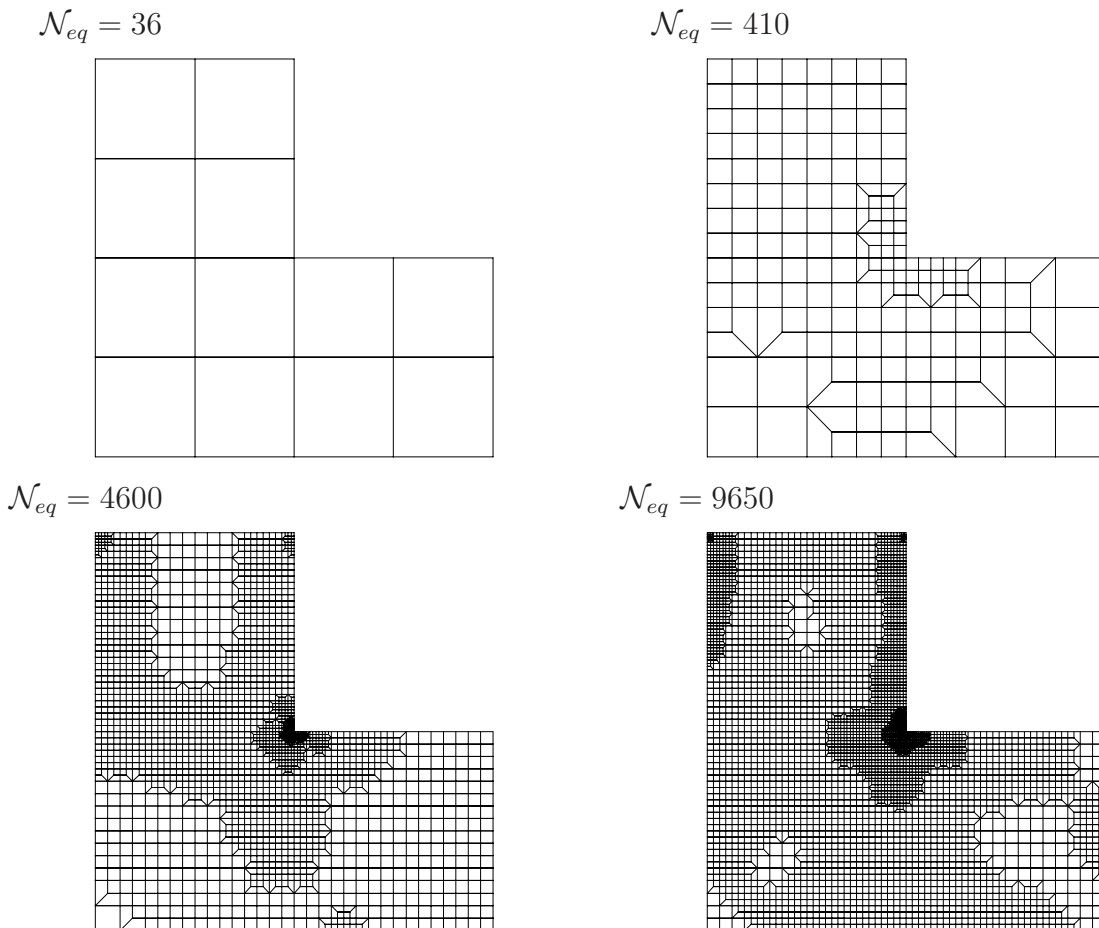 𝒩_{eq} = 36
𝒩_{eq} = 410
𝒩_{eq} = 4600
𝒩_{eq} = 9650